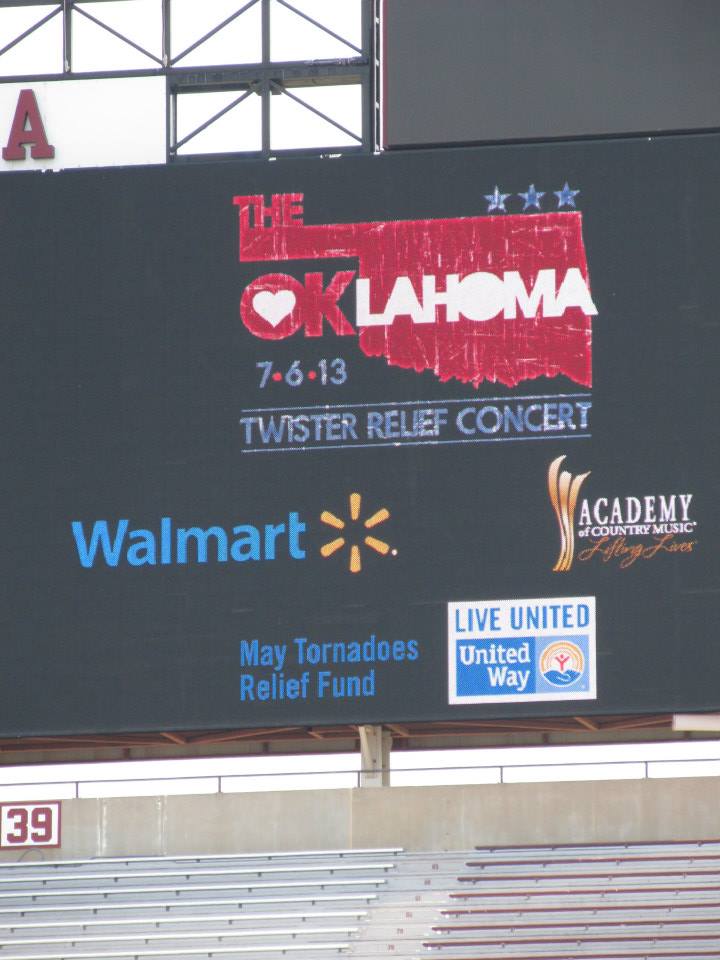 A
THE
OKLAHOMA
7•6•13
TWISTER RELIEF CONCERT
Walmart
ACADEMY
of COUNTRY MUSIC
Lifting Lives
May Tornadoes
Relief Fund
LIVE UNITED
United
Way
39